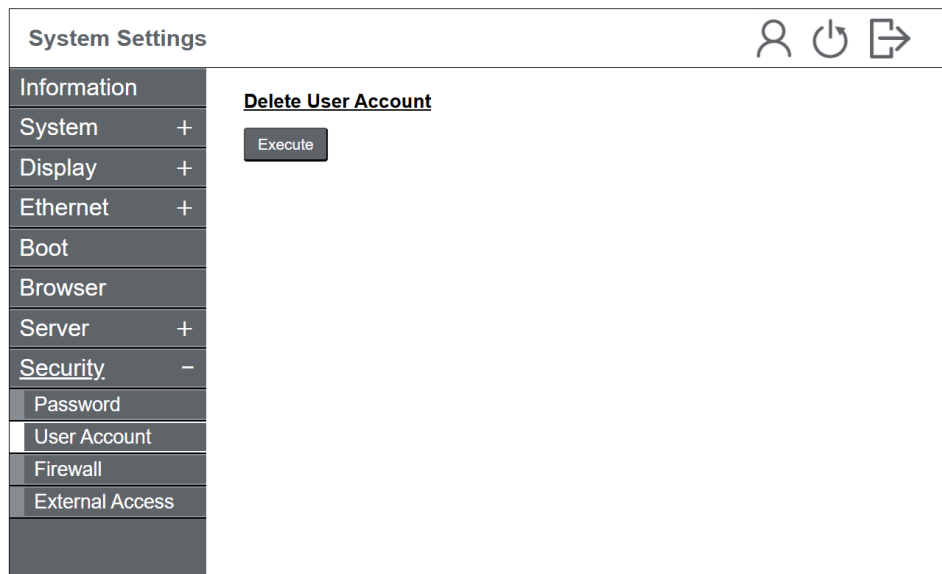 System Settings
Information
System +
Display +
Ethernet +
Boot
Browser
Server +
Security -
Password
User Account
Firewall
External Access
Delete User Account
Execute